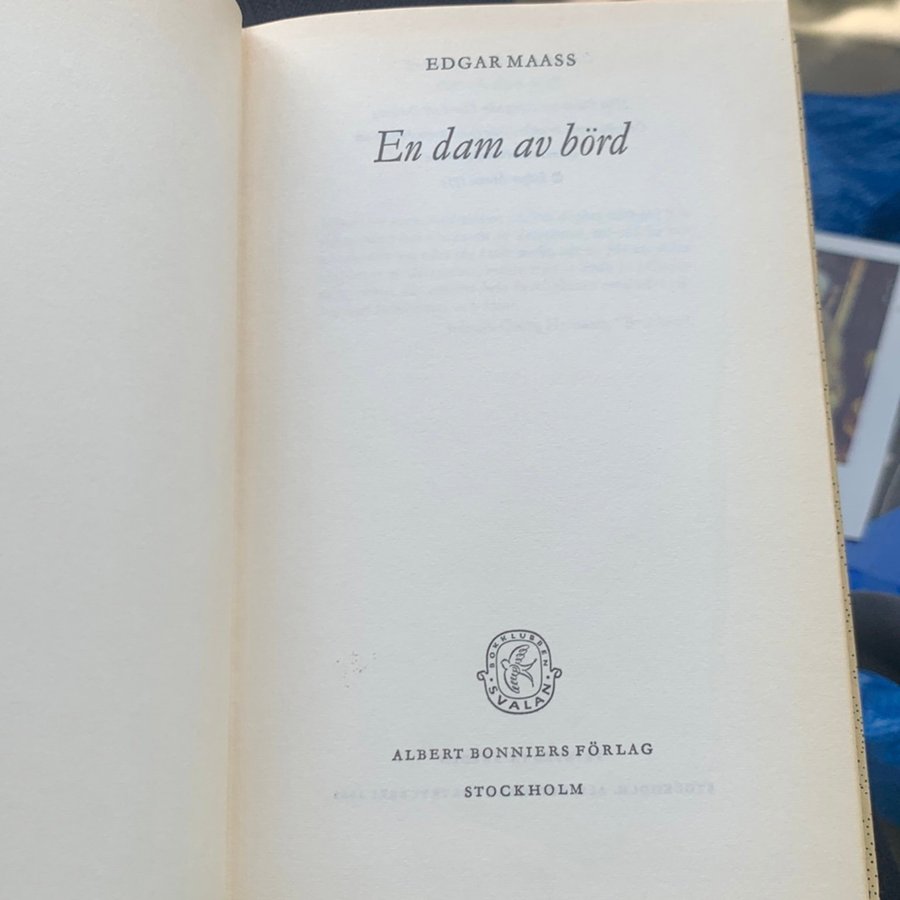 EDGAR MAASS
En dam av börd
BOKKLUBBEN
SVALAN
ALBERT BONNIERS FÖRLAG
STOCKHOLM